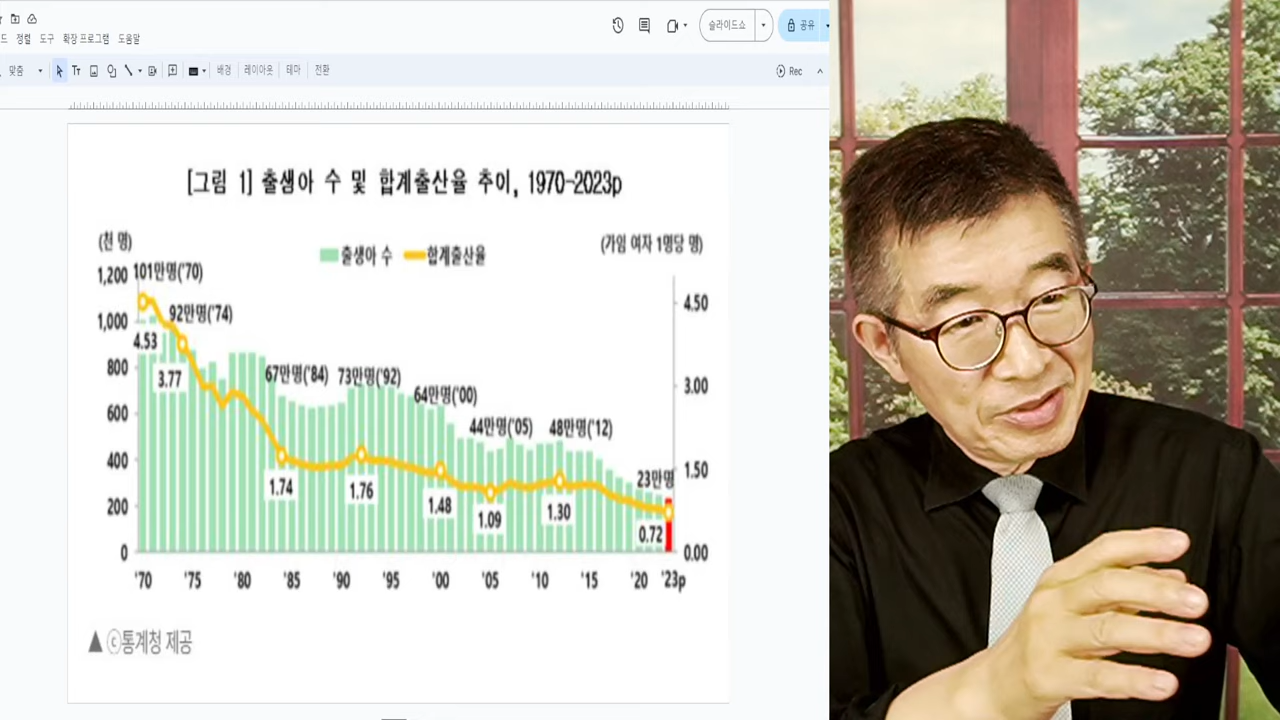 드 정렬 도구 확장 프로그램 도움말
슬라이드쇼
공유
맞춤
Tт
배경 레이아웃 테마 전환
Rec
[그림 1] 출생아 수 및 합계출산율 추이, 1970-2023p
(천 명)
(가임 여자 1명당 명)
출생아 수 합계출산율
1,200
1,000
800
600
400
200
0
101만명('70)
92만명('74)
67만명('84)
73만명('92)
64만명('00)
44만명('05)
48만명('12)
23만명
4.53
3.77
1.74
1.76
1.48
1.09
1.30
0.72
4.50
3.00
1.50
0.00
'70 '75 '80 '85 '90 '95 '00 '05 '10 '15 '20 '23p
▲ ⓒ통계청 제공